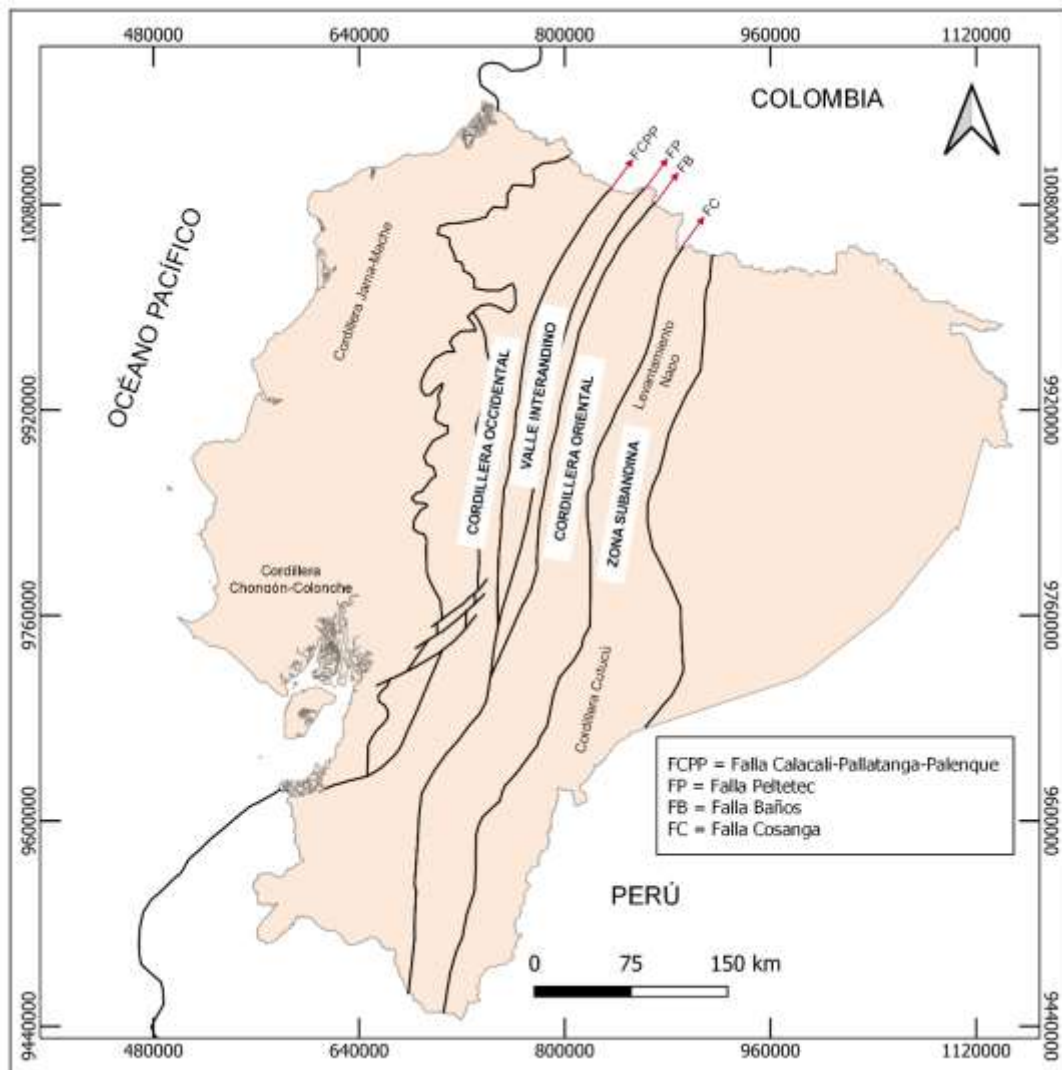 480000
640000
800000
960000
1120000
COLOMBIA
FCPP
FP
FB
FC
10080000
10080000
OCÉANO PACÍFICO
Cordillera Jama-Mache
Levantamiento
Napo
9920000
9920000
CORDILLERA OCCIDENTAL
VALLE INTERANDINO
CORDILLERA ORIENTAL
ZONA SUBANDINA
Cordillera
Chongón-Colonche
9760000
9760000
Cordillera Cutucú
FCPP = Falla Calacali-Pallatanga-Palenque
FP = Falla Peltetec
FB = Falla Baños
FC = Falla Cosanga
9600000
9600000
PERÚ
0
75
150 km
9440000
9440000
480000
640000
800000
960000
1120000